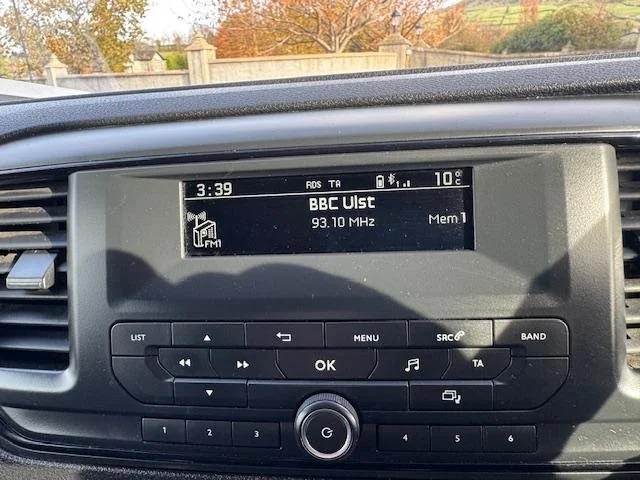 3:39 RDS TA 1 10°C
BBC Ulst
93.10 MHz Mem 1
FM1
LIST MENU SRC BAND
OK TA
1 2 3 4 5 6